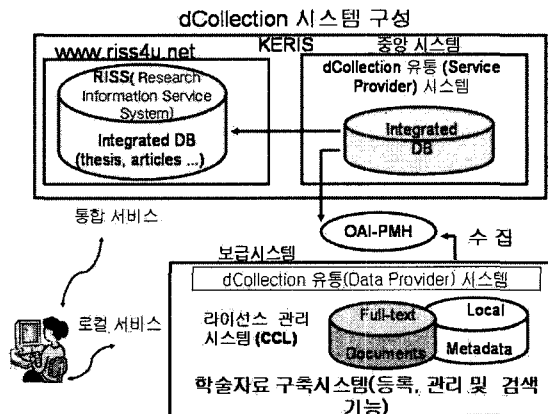 dCollection 시스템 구성
KERIS
www.riss4u.net
RISS( Research
Information Service
System)
Integrated DB
(thesis, articles ...)
중앙 시스템
dCollection 유통 (Service
Provider) 시스템
Integrated
DB
통합 서비스
OAI-PMH
수 집
보급시스템
dCollection 유통(Data Provider) 시스템
로컬 서비스
라이선스 관리
시스템 (CCL)
Full-text
Documents
Local
Metadata
학술자료 구축시스템(등록, 관리 및 검색
기능)